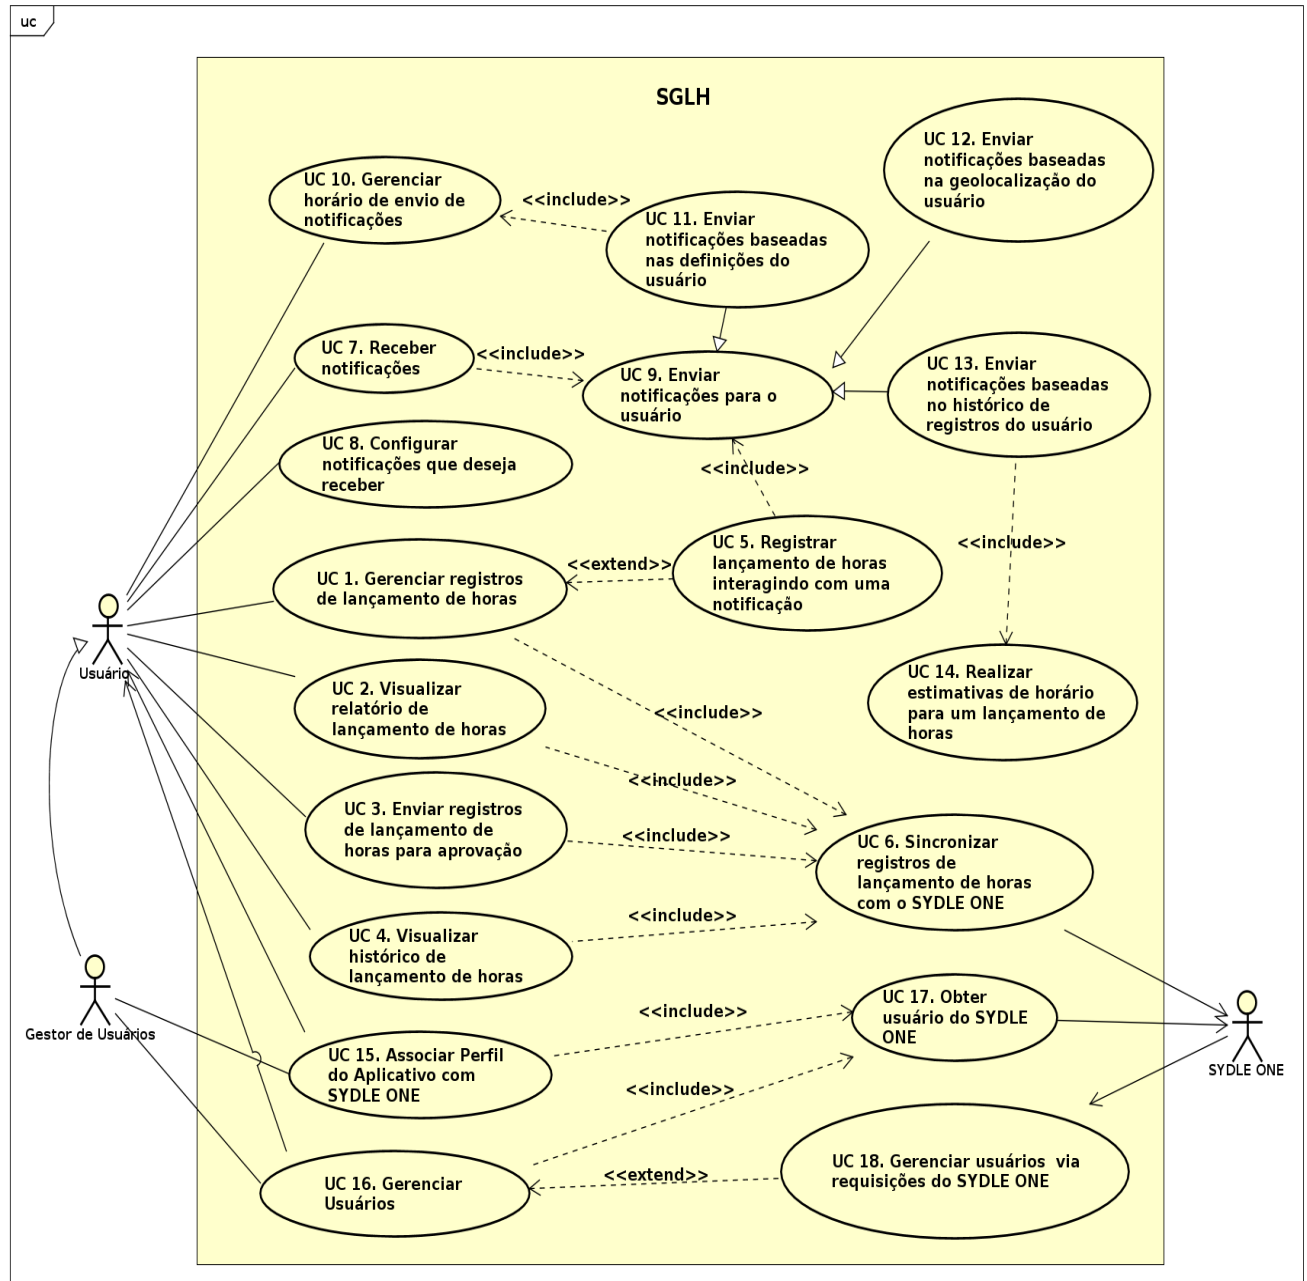 uc
SGLH
UC 12. Enviar
notificações baseadas
na geolocalização do
usuário
UC 10. Gerenciar
horário de envio de
notificações
<<include>>
UC 11. Enviar
notificações baseadas
nas definições do
usuário
UC 7. Receber
notificações
<<include>>
UC 9. Enviar
notificações para o
usuário
UC 13. Enviar
notificações baseadas
no histórico de
registros do usuário
UC 8. Configurar
notificações que deseja
receber
<<include>>
UC 1. Gerenciar registros
de lançamento de horas
<<extend>>
UC 5. Registrar
lançamento de horas
interagindo com uma
notificação
<<include>>
Usuário
UC 2. Visualizar
relatório de
lançamento de horas
<<include>>
UC 14. Realizar
estimativas de horário
para um lançamento de
horas
<<include>>
UC 3. Enviar registros
de lançamento de
horas para aprovação
<<include>>
UC 6. Sincronizar
registros de
lançamento de horas
com o SYDLE ONE
UC 4. Visualizar
histórico de
lançamento de horas
<<include>>
Gestor de Usuários
<<include>>
UC 17. Obter
usuário do SYDLE
ONE
SYDLE ONE
UC 15. Associar Perfil
do Aplicativo com
SYDLE ONE
<<include>>
UC 16. Gerenciar
Usuários
<<extend>>
UC 18. Gerenciar usuários  via
requisições do SYDLE ONE